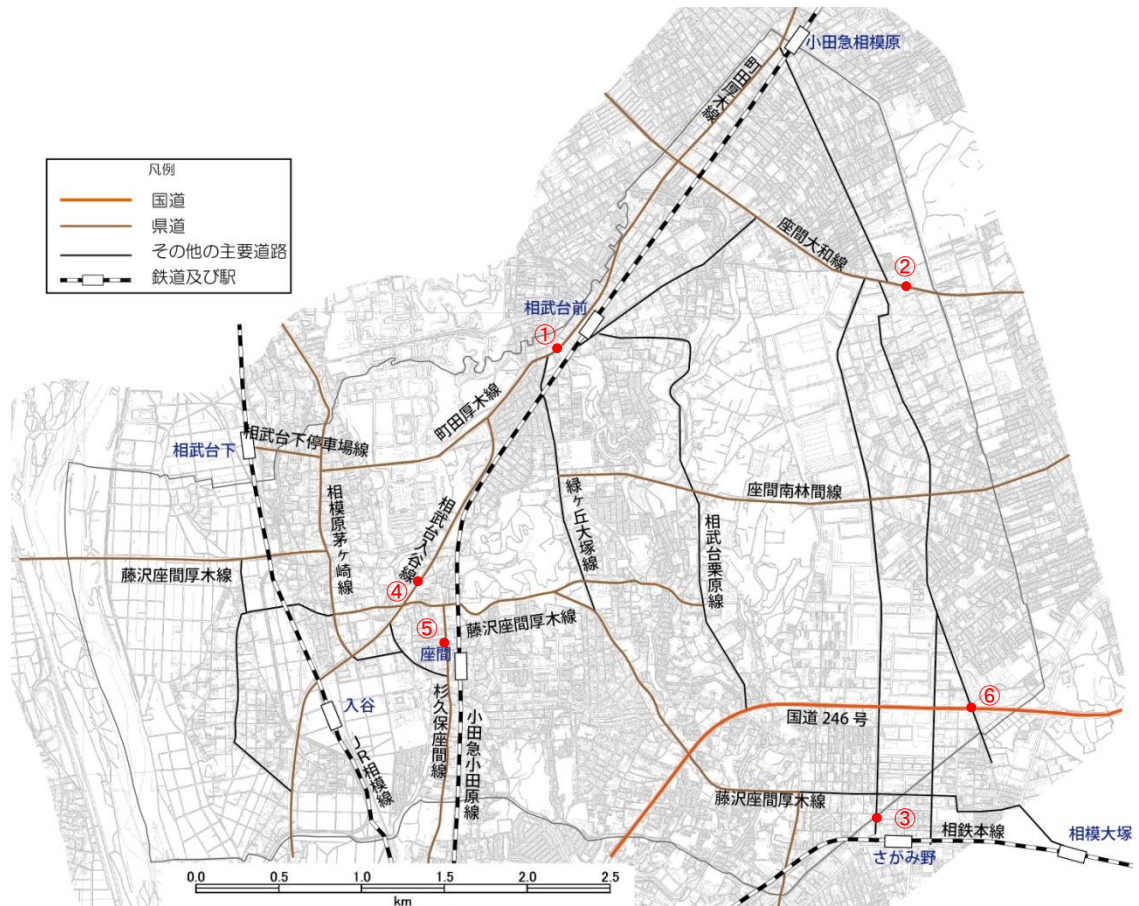 小田急相模原
町田厚木線
凡例
国道
県道
その他の主要道路
鉄道及び駅
座間大和線
②
相武台前
①
町田厚木線
相武台下
相武台下停車場線
相模原茅ヶ崎線
相武台入谷線
緑ヶ丘大塚線
相武台栗原線
座間南林間線
藤沢座間厚木線
④
⑤
藤沢座間厚木線
座間
入谷
杉久保座間線
小田急小田原線
JR相模線
⑥
国道246号
藤沢座間厚木線
③
相鉄本線
相模大塚
さがみ野
0.0 0.5 1.0 1.5 2.0 2.5
km